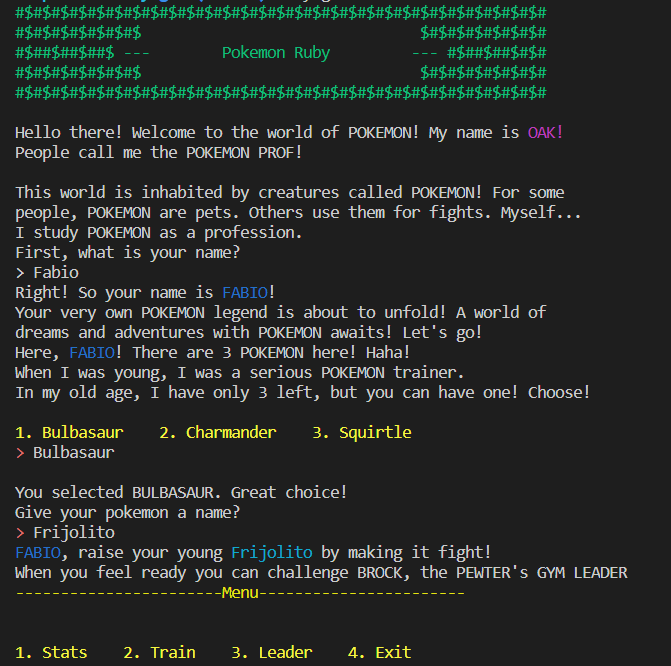 #$#$#$#$#$#$#$#$#$#$#$#$#$#$#$#$#$#$#$#$#$#$#$#$#$#$#$#$#$#
#$#$#$#$#$#$#$ $#$#$#$#$#$#$#
#$##$##$##$ --- Pokemon Ruby --- #$##$##$#$#
#$#$#$#$#$#$#$ $#$#$#$#$#$#$#
#$#$#$#$#$#$#$#$#$#$#$#$#$#$#$#$#$#$#$#$#$#$#$#$#$#$#$#$#$#
Hello there! Welcome to the world of POKEMON! My name is OAK!
People call me the POKEMON PROF!
This world is inhabited by creatures called POKEMON! For some
people, POKEMON are pets. Others use them for fights. Myself...
I study POKEMON as a profession.
First, what is your name?
> Fabio
Right! So your name is FABIO!
Your very own POKEMON legend is about to unfold! A world of
dreams and adventures with POKEMON awaits! Let's go!
Here, FABIO! There are 3 POKEMON here! Haha!
When I was young, I was a serious POKEMON trainer.
In my old age, I have only 3 left, but you can have one! Choose!
1. Bulbasaur    2. Charmander    3. Squirtle
> Bulbasaur
You selected BULBASAUR. Great choice!
Give your pokemon a name?
> Frijolito
FABIO, raise your young Frijolito by making it fight!
When you feel ready you can challenge BROCK, the PEWTER's GYM LEADER
-----------------------Menu-----------------------
1. Stats    2. Train    3. Leader    4. Exit